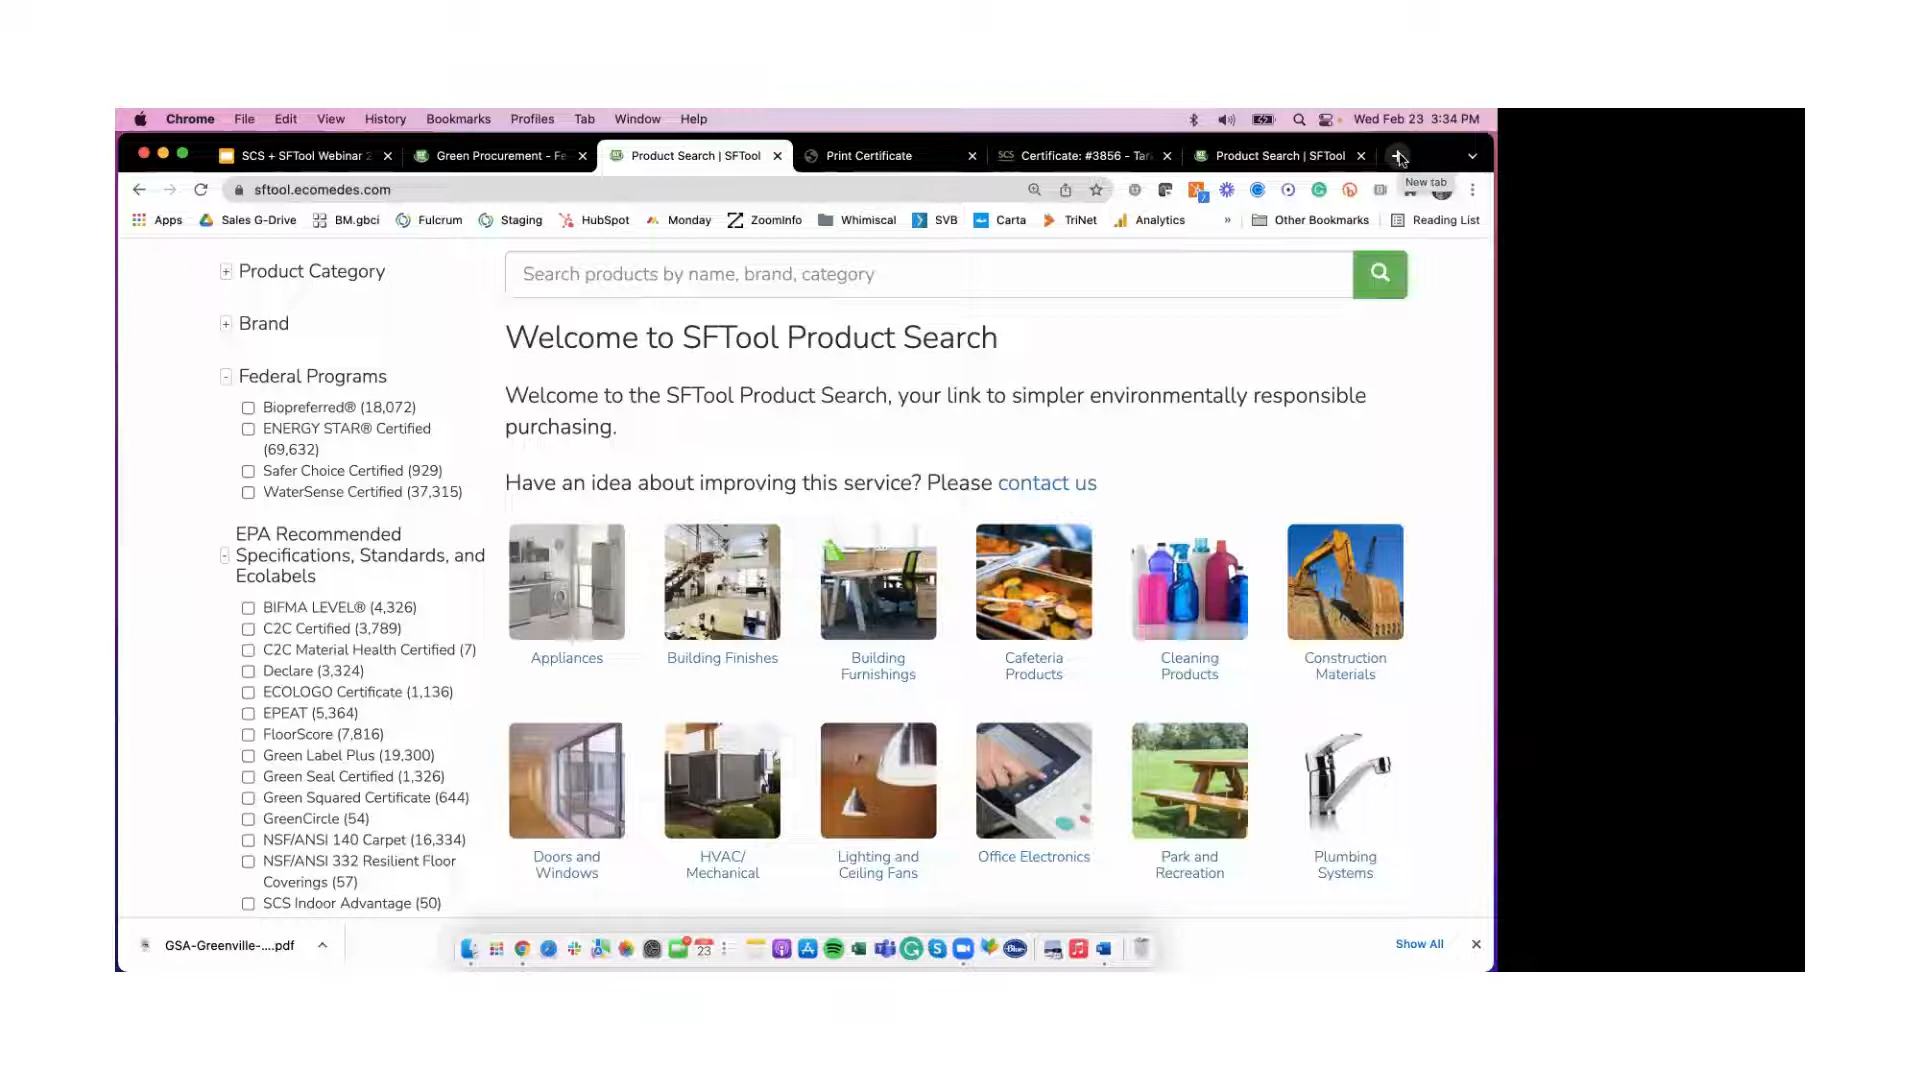 Chrome File Edit View History Bookmarks Profiles Tab Window Help Wed Feb 23 3:34 PM
SCS + SFTool Webinar 2 Green Procurement - Fe Product Search | SFTool Print Certificate SCS Certificate: #3856 - Tar Product Search | SFTool
sftool.ecomedes.com New tab
Apps Sales G-Drive BM.gbci Fulcrum Staging HubSpot Monday ZoomInfo Whimsical SVB Carta TriNet Analytics » Other Bookmarks Reading List
Product Category
Brand
Federal Programs
Biopreferred® (18,072)
ENERGY STAR® Certified
(69,632)
Safer Choice Certified (929)
WaterSense Certified (37,315)
EPA Recommended
Specifications, Standards, and
Ecolabels
BIFMA LEVEL® (4,326)
C2C Certified (3,789)
C2C Material Health Certified (7)
Declare (3,324)
ECOLOGO Certificate (1,136)
EPEAT (5,364)
FloorScore (7,816)
Green Label Plus (19,300)
Green Seal Certified (1,326)
Green Squared Certificate (644)
GreenCircle (54)
NSF/ANSI 140 Carpet (16,334)
NSF/ANSI 332 Resilient Floor
Coverings (57)
SCS Indoor Advantage (50)
Search products by name, brand, category
Welcome to SFTool Product Search
Welcome to the SFTool Product Search, your link to simpler environmentally responsible
purchasing.
Have an idea about improving this service? Please contact us
Appliances
Building Finishes
Building
Furnishings
Cafeteria
Products
Cleaning
Products
Construction
Materials
Doors and
Windows
HVAC/
Mechanical
Lighting and
Ceiling Fans
Office Electronics
Park and
Recreation
Plumbing
Systems
GSA-Greenville-....pdf
23
Show All